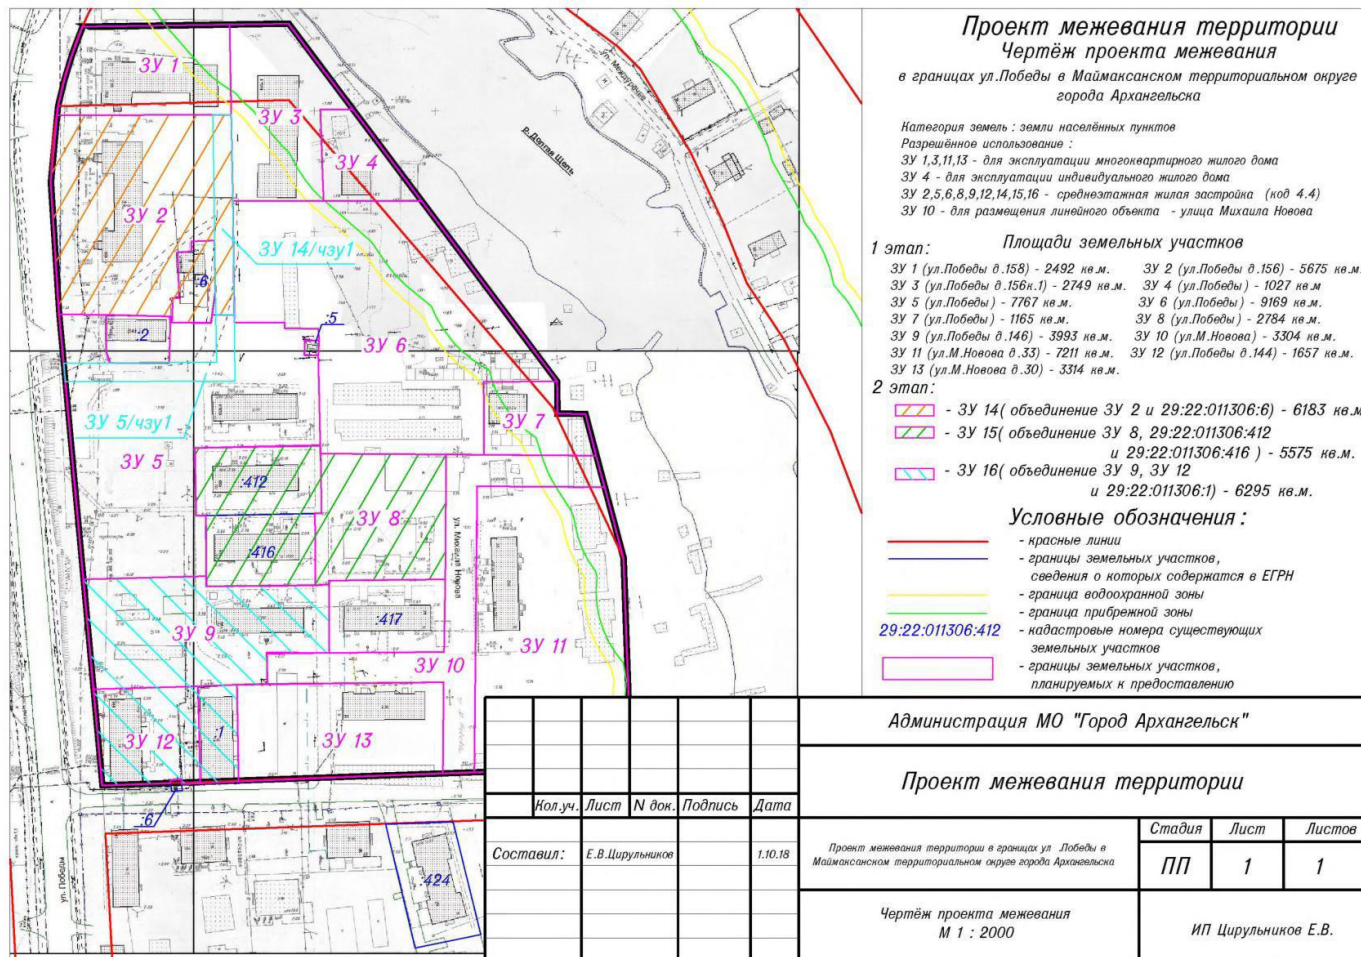 Проект межевания территории
Чертёж проекта межевания
в границах ул.Победы в Маймаксанском территориальном округе
города Архангельска
Категория земель : земли населённых пунктов
Разрешённое использование :
ЗУ 1,3,11,13 - для эксплуатации многоквартирного жилого дома
ЗУ 4 - для эксплуатации индивидуального жилого дома
ЗУ 2,5,6,8,9,12,14,15,16 - среднеэтажная жилая застройка (код 4.4)
ЗУ 10 - для размещения линейного объекта - улица Михаила Новова
1 этап:
Площади земельных участков
ЗУ 1 (ул.Победы д.158) - 2492 кв.м. ЗУ 2 (ул.Победы д.156) - 5675 кв.м.
ЗУ 3 (ул.Победы д.156к.1) - 2749 кв.м. ЗУ 4 (ул.Победы) - 1027 кв.м
ЗУ 5 (ул.Победы) - 7767 кв.м. ЗУ 6 (ул.Победы) - 9169 кв.м.
ЗУ 7 (ул.Победы) - 1165 кв.м. ЗУ 8 (ул.Победы) - 2784 кв.м.
ЗУ 9 (ул.Победы д.146) - 3993 кв.м. ЗУ 10 (ул.М.Новова) - 3304 кв.м.
ЗУ 11 (ул.М.Новова д.33) - 7211 кв.м. ЗУ 12 (ул.Победы д.144) - 1657 кв.м.
ЗУ 13 (ул.М.Новова д.30) - 3314 кв.м.
2 этап:
- ЗУ 14( объединение ЗУ 2 и 29:22:011306:6) - 6183 кв.м.
- ЗУ 15( объединение ЗУ 8, 29:22:011306:412
и 29:22:011306:416 ) - 5575 кв.м.
- ЗУ 16( объединение ЗУ 9, ЗУ 12
и 29:22:011306:1) - 6295 кв.м.
Условные обозначения :
- красные линии
- границы земельных участков,
сведения о которых содержатся в ЕГРН
- граница водоохранной зоны
- граница прибрежной зоны
29:22:011306:412 - кадастровые номера существующих
земельных участков
- границы земельных участков,
планируемых к предоставлению
ЗУ 1
ЗУ 3
ЗУ 4
р. Долгая Щель
ЗУ 2
ЗУ 14/чзу1
:6
:2
:5
ЗУ 6
ЗУ 5/чзу1
ЗУ 7
ЗУ 5
:412
ЗУ 8
:416
ул. Михаила Новова
ЗУ 9
:417
ЗУ 11
ЗУ 10
ЗУ 12
:1
ЗУ 13
:6
ул. Победы
:424
Администрация МО "Город Архангельск"
Проект межевания территории
Кол.уч. Лист N док. Подпись Дата
Составил: Е.В.Цирульников 1.10.18
Проект межевания территории в границах ул Победы в
Маймаксанском территориальном округе города Архангельска
Стадия Лист Листов
ПП 1 1
Чертёж проекта межевания
М 1 : 2000
ИП Цирульников Е.В.